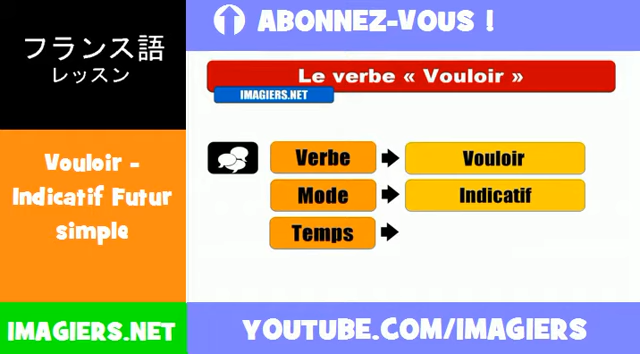 フランス語
レッスン
Vouloir -
Indicatif Futur
simple
IMAGIERS.NET
ABONNEZ-VOUS !
Le verbe « Vouloir »
IMAGIERS.NET
Verbe
Vouloir
Mode
Indicatif
Temps
YOUTUBE.COM/IMAGIERS